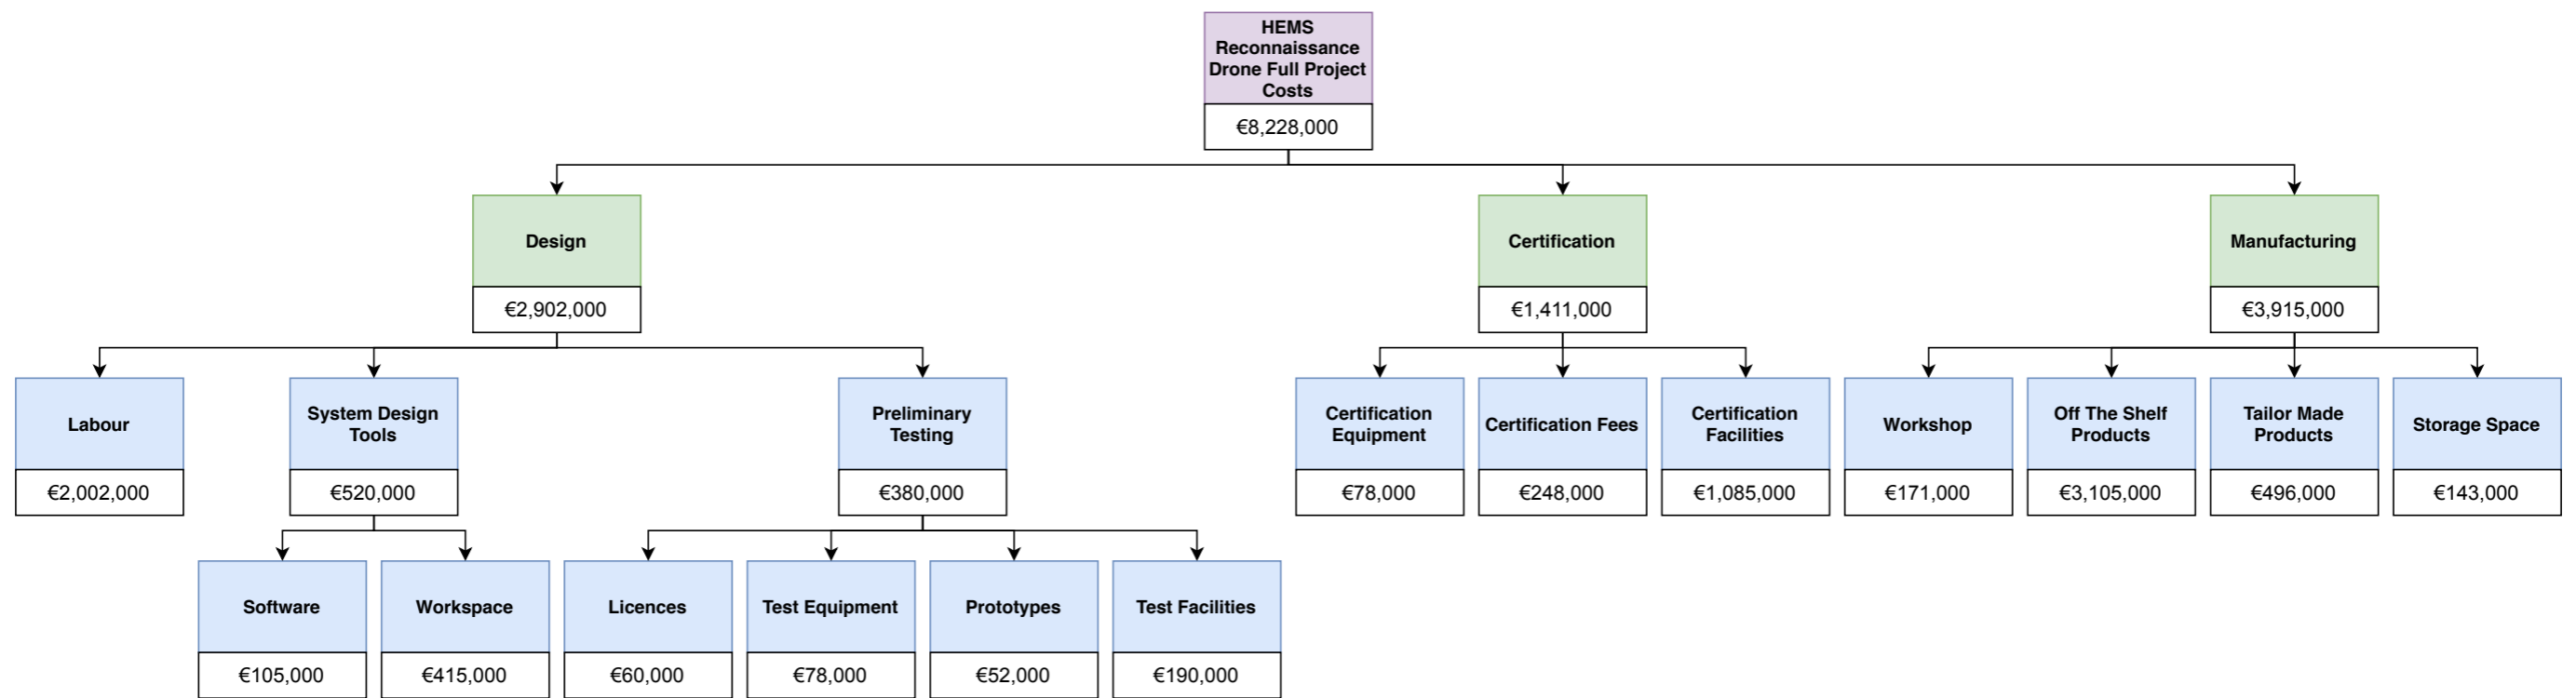 HEMS
Reconnaissance
Drone Full Project
Costs
€8,228,000
Design
€2,902,000
Certification
€1,411,000
Manufacturing
€3,915,000
Labour
€2,002,000
System Design
Tools
€520,000
Preliminary
Testing
€380,000
Certification
Equipment
€78,000
Certification Fees
€248,000
Certification
Facilities
€1,085,000
Workshop
€171,000
Off The Shelf
Products
€3,105,000
Tailor Made
Products
€496,000
Storage Space
€143,000
Software
€105,000
Workspace
€415,000
Licences
€60,000
Test Equipment
€78,000
Prototypes
€52,000
Test Facilities
€190,000